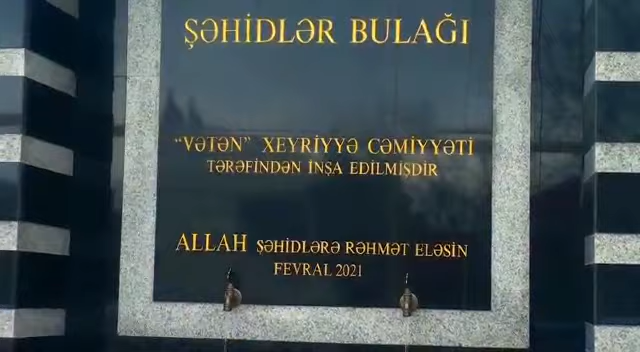 ŞƏHİDLƏR BULAĞI
“VƏTƏN” XEYRİYYƏ CƏMİYYƏTİ
TƏRƏFİNDƏN İNŞA EDİLMİŞDİR
ALLAH ŞƏHİDLƏRƏ RƏHMƏT ELƏSİN
FEVRAL 2021